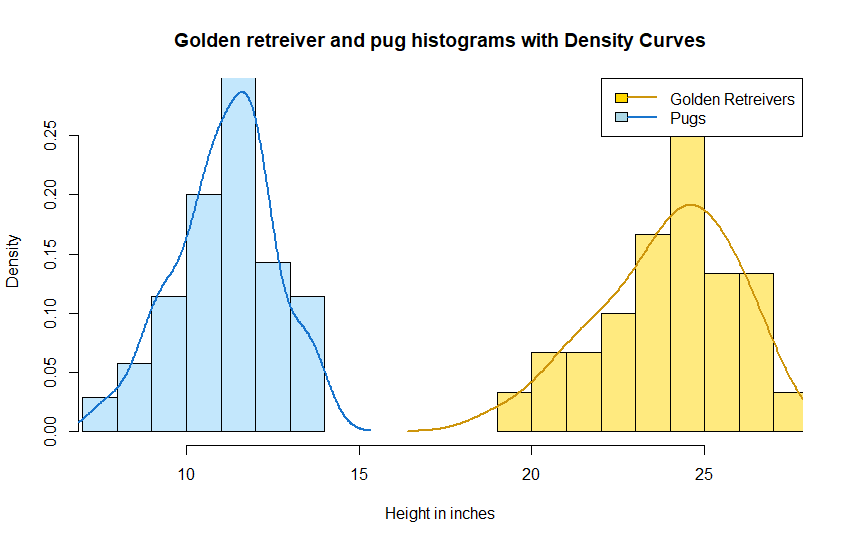 Golden retreiver and pug histograms with Density Curves
Golden Retreivers
Pugs
Density
0.25
0.20
0.15
0.10
0.05
0.00
10 15 20 25
Height in inches